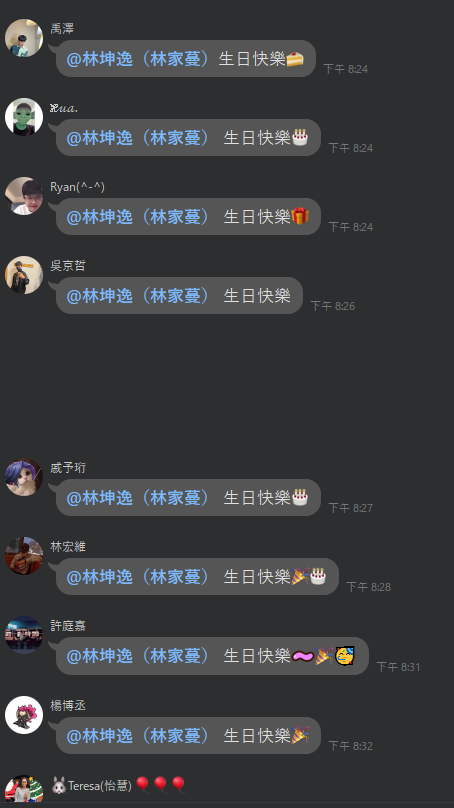 禹澤
@林坤逸（林家蔓）生日快樂🍰
下午 8:24
ℋ𝓾𝓪.
@林坤逸（林家蔓） 生日快樂🎂
下午 8:24
Ryan(^-^)
@林坤逸（林家蔓） 生日快樂🎁
下午 8:24
吳京哲
@林坤逸（林家蔓） 生日快樂
下午 8:26
戚予珩
@林坤逸（林家蔓） 生日快樂🎂
下午 8:27
林宏維
@林坤逸（林家蔓） 生日快樂🎉🎂
下午 8:28
許庭嘉
@林坤逸（林家蔓） 生日快樂🎉🥳
下午 8:31
楊博丞
@林坤逸（林家蔓） 生日快樂🎉
下午 8:32
🐰Teresa(怡慧)🎈🎈🎈